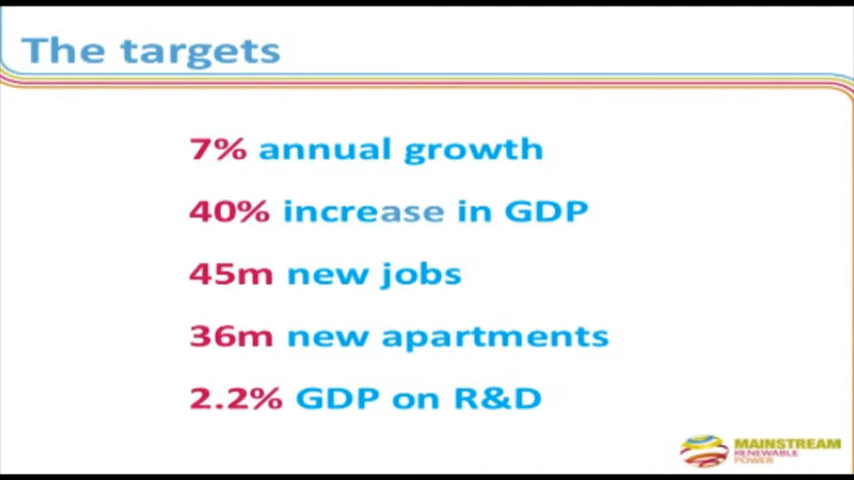 The targets
7% annual growth
40% increase in GDP
45m new jobs
36m new apartments
2.2% GDP on R&D
MAINSTREAM
RENEWABLE
POWER